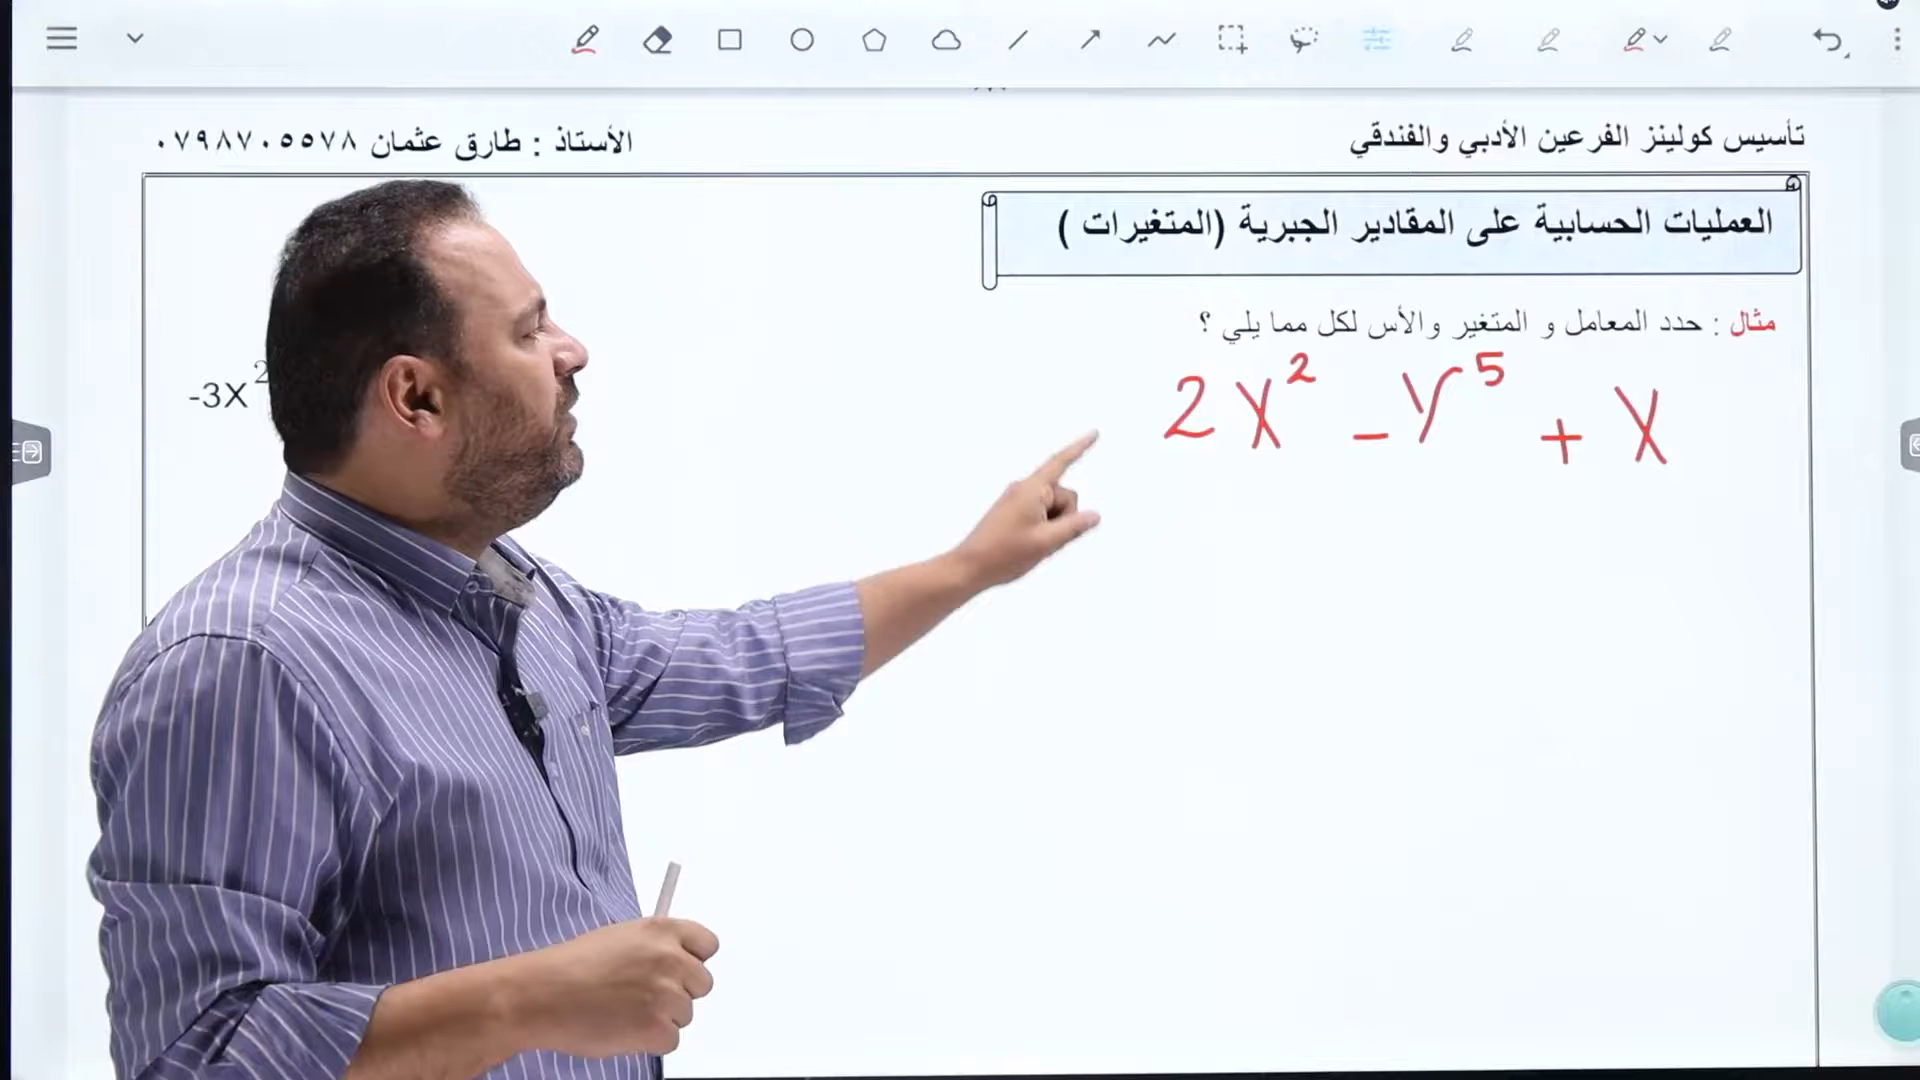 تأسيس كولينز الفرعين الأدبي والفندقي
الأستاذ : طارق عثمان ٠٧٩٨٧٠٥٥٧٨
العمليات الحسابية على المقادير الجبرية (المتغيرات )
مثال : حدد المعامل و المتغير والأس لكل مما يلي ؟
2X² - Y⁵ + X
-3X²